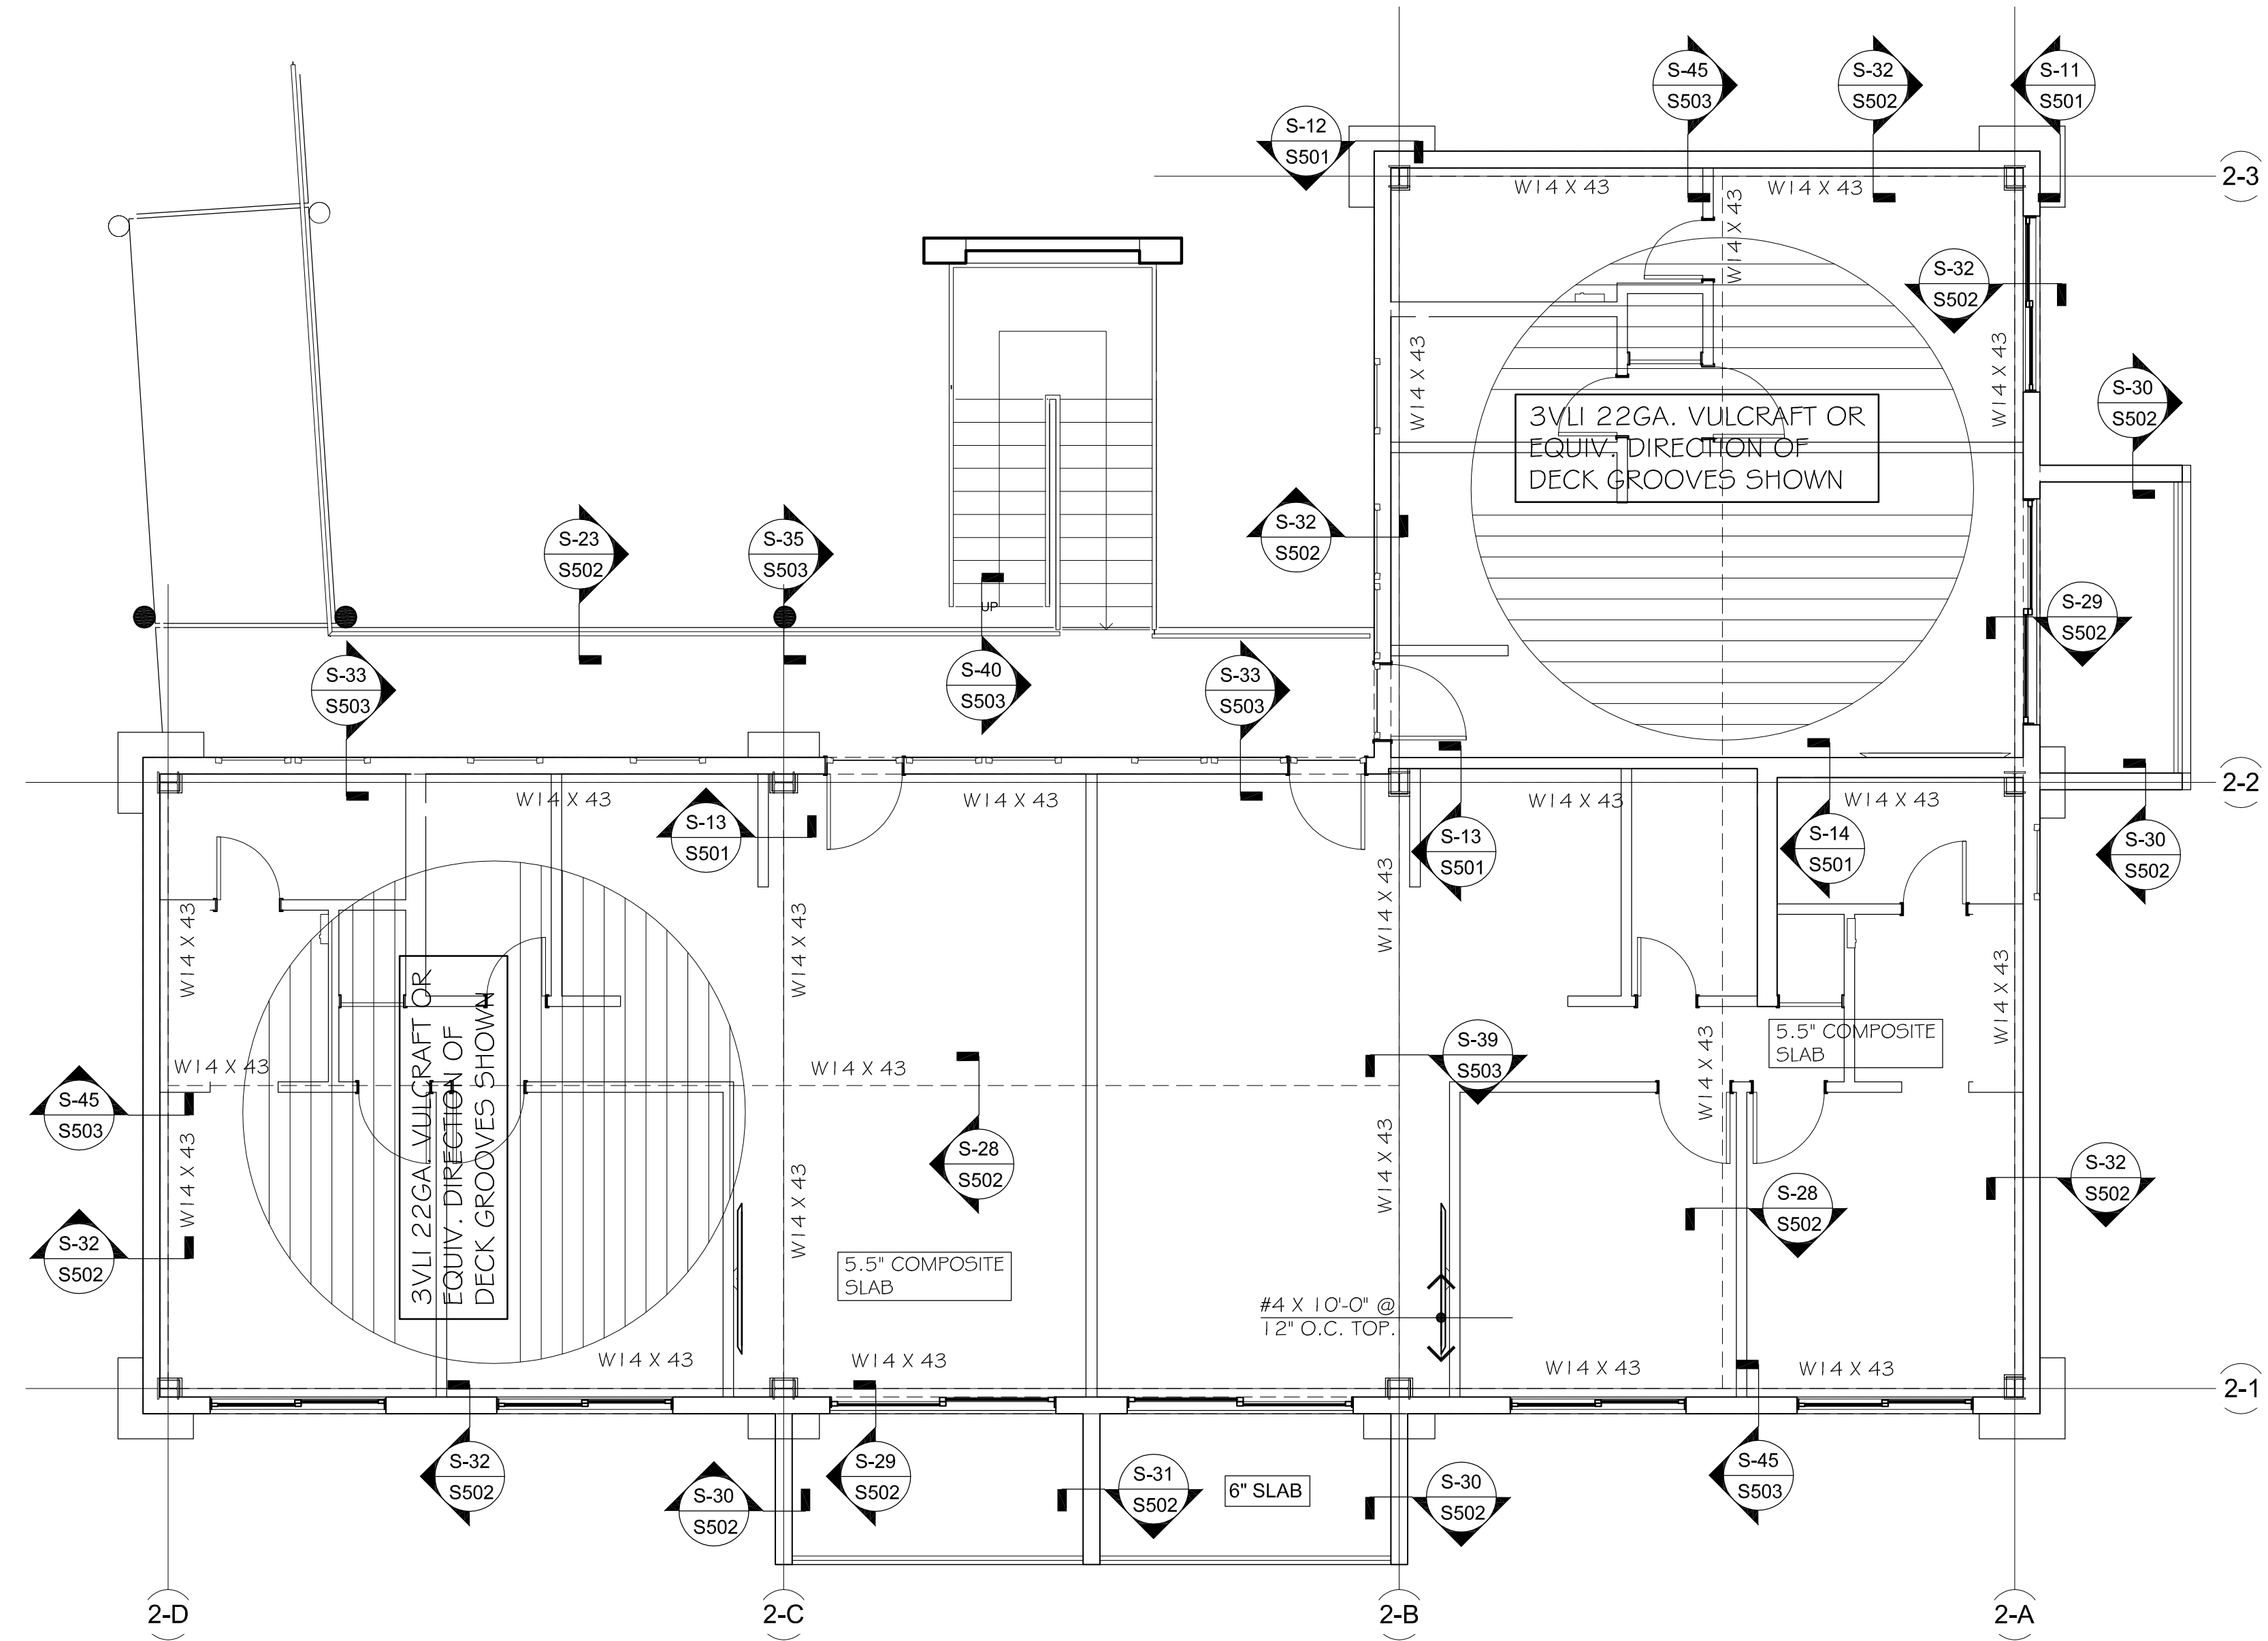 S-45
S503
S-32
S502
S-11
S501
S-12
S501
2-3
W14 X 43
W14 X 43
W14 X 43
S-32
S502
W14 X 43
W14 X 43
S-30
S502
3VLI 22GA. VULCRAFT OR
EQUIV. DIRECTION OF
DECK GROOVES SHOWN
S-32
S502
S-23
S502
S-35
S503
UP
S-29
S502
S-33
S503
S-40
S503
S-33
S503
2-2
W14 X 43
W14 X 43
W14 X 43
W14 X 43
S-13
S501
S-13
S501
S-14
S501
S-30
S502
W14 X 43
W14 X 43
W14 X 43
W14 X 43
3VLI 22GA. VULCRAFT OR
EQUIV. DIRECTION OF
DECK GROOVES SHOWN
W14 X 43
W14 X 43
S-39
S503
W14 X 43
5.5" COMPOSITE
SLAB
S-45
S503
W14 X 43
W14 X 43
W14 X 43
S-28
S502
S-28
S502
S-32
S502
S-32
S502
5.5" COMPOSITE
SLAB
#4 X 10'-0" @
12" O.C. TOP.
W14 X 43
W14 X 43
W14 X 43
W14 X 43
2-1
S-32
S502
S-30
S502
S-29
S502
S-31
S502
6" SLAB
S-30
S502
S-45
S503
2-D
2-C
2-B
2-A